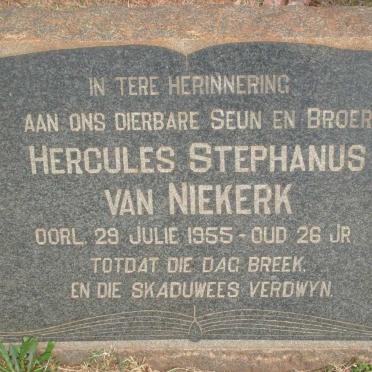 IN TERE HERINNERING
AAN ONS DIERBARE SEUN EN BROER
HERCULES STEPHANUS
VAN NIEKERK
OORL. 29 JULIE 1955 - OUD 26 JR
TOTDAT DIE DAG BREEK,
EN DIE SKADUWEES VERDWYN.